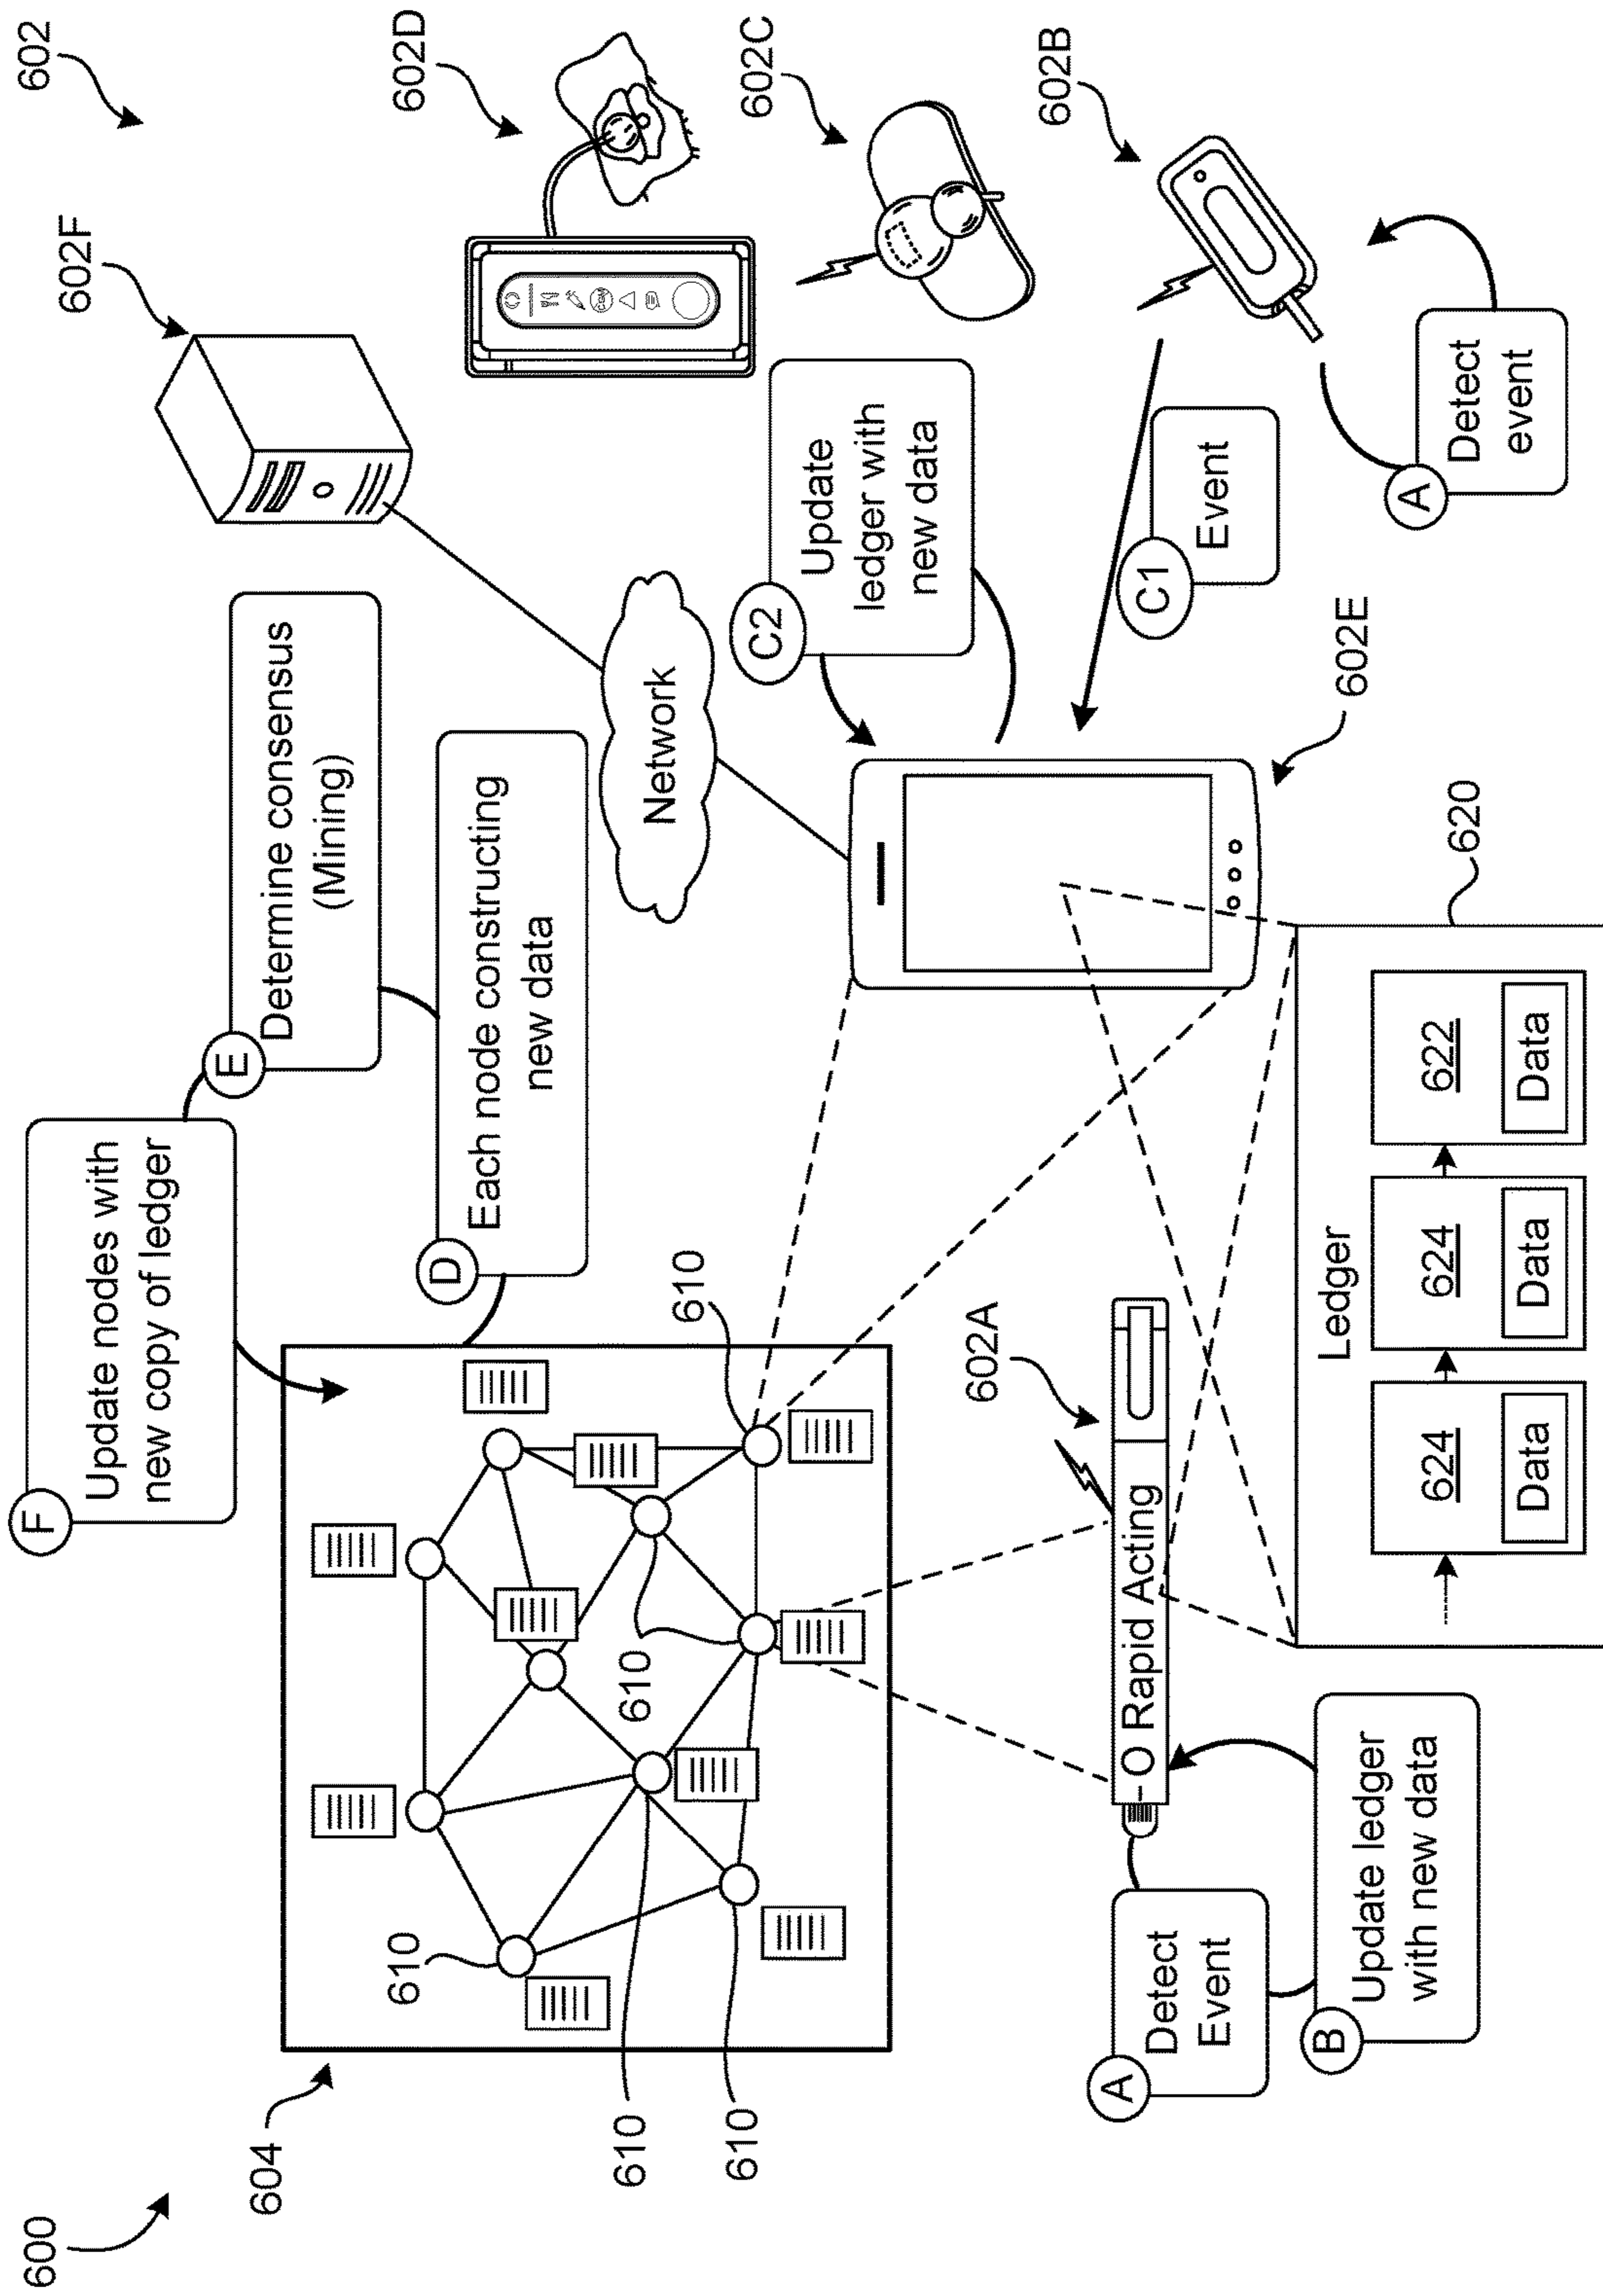 600
602
604
F
Update nodes with
new copy of ledger
E
Determine consensus
(Mining)
D
Each node constructing
new data
602F
602D
602C
602B
Network
C2
Update
ledger with
new data
C1
Event
A
Detect
event
602E
610
610
610
610
610
602A
O Rapid Acting
A
Detect
Event
B
Update ledger
with new data
620
Ledger
624
Data
624
Data
622
Data